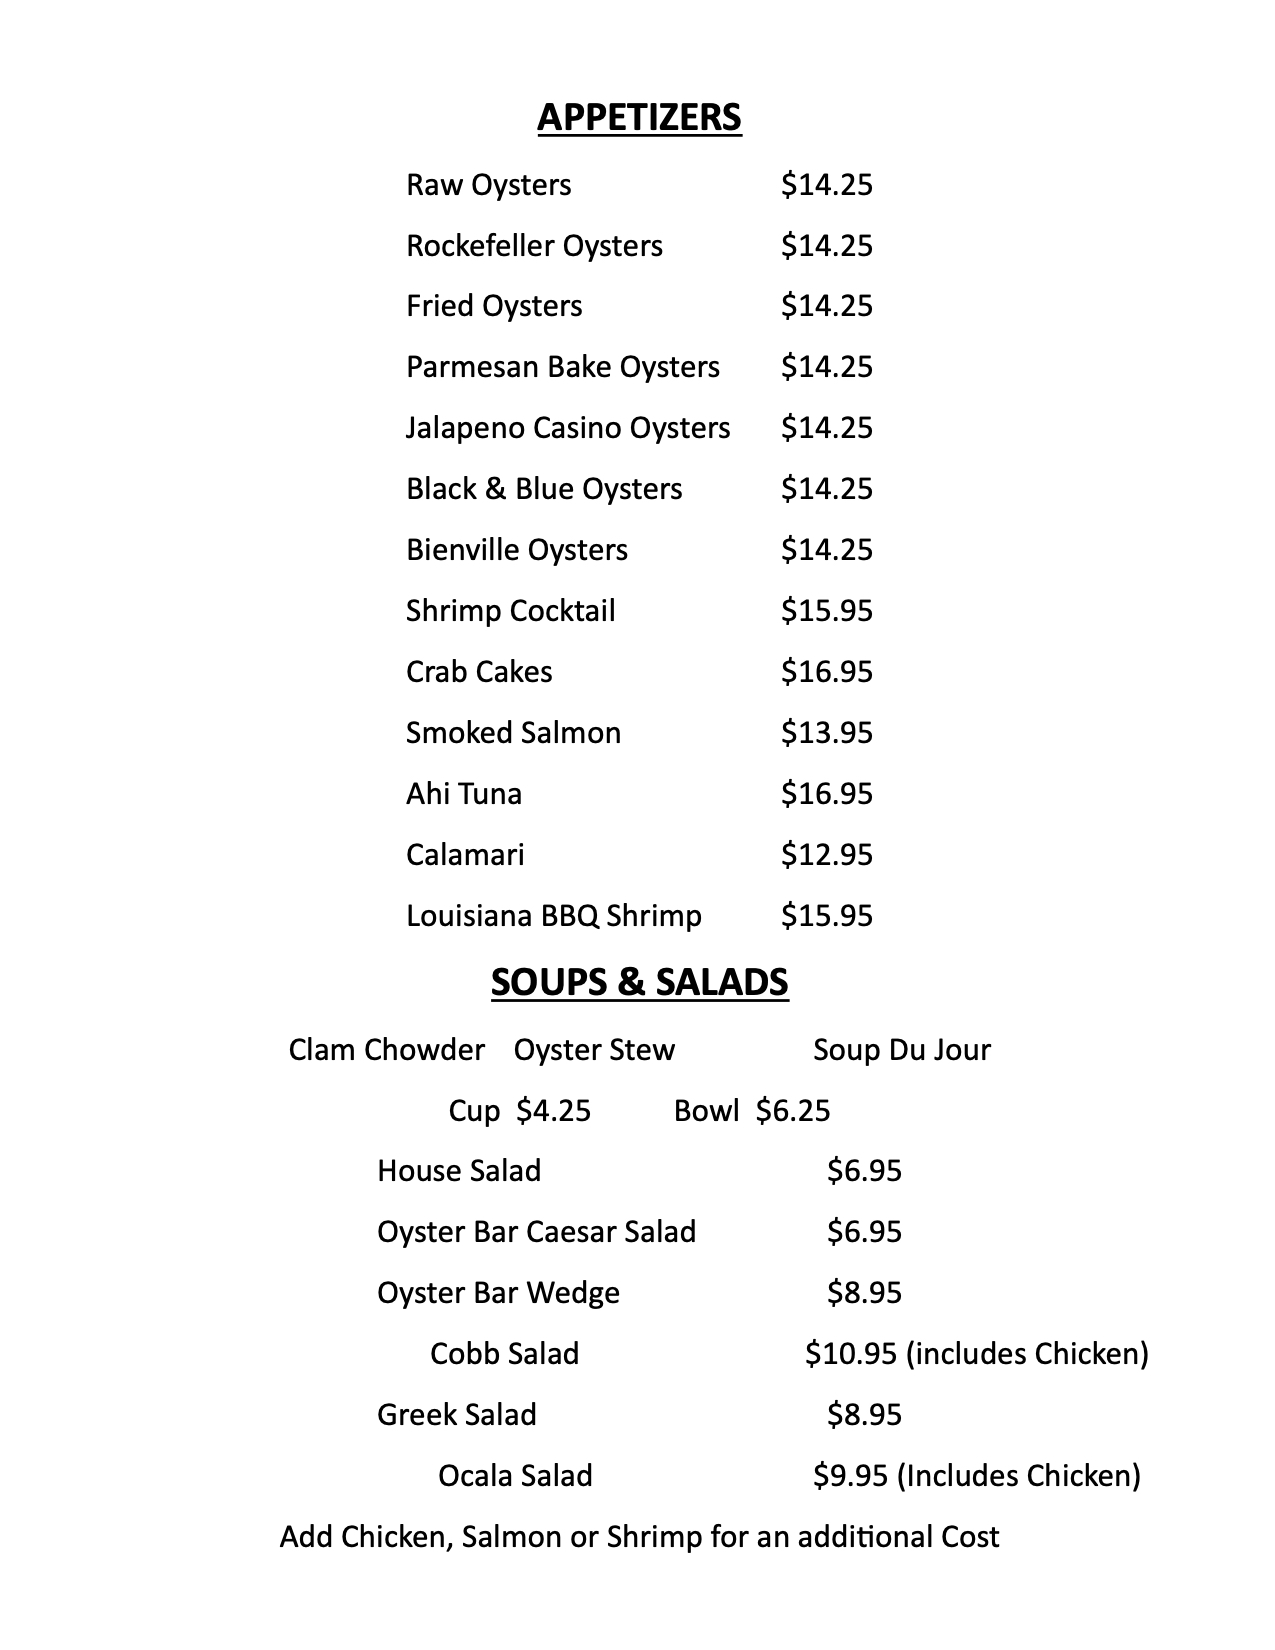 APPETIZERS
Raw Oysters $14.25
Rockefeller Oysters $14.25
Fried Oysters $14.25
Parmesan Bake Oysters $14.25
Jalapeno Casino Oysters $14.25
Black & Blue Oysters $14.25
Bienville Oysters $14.25
Shrimp Cocktail $15.95
Crab Cakes $16.95
Smoked Salmon $13.95
Ahi Tuna $16.95
Calamari $12.95
Louisiana BBQ Shrimp $15.95
SOUPS & SALADS
Clam Chowder Oyster Stew Soup Du Jour
Cup $4.25 Bowl $6.25
House Salad $6.95
Oyster Bar Caesar Salad $6.95
Oyster Bar Wedge $8.95
Cobb Salad $10.95 (includes Chicken)
Greek Salad $8.95
Ocala Salad $9.95 (Includes Chicken)
Add Chicken, Salmon or Shrimp for an additional Cost